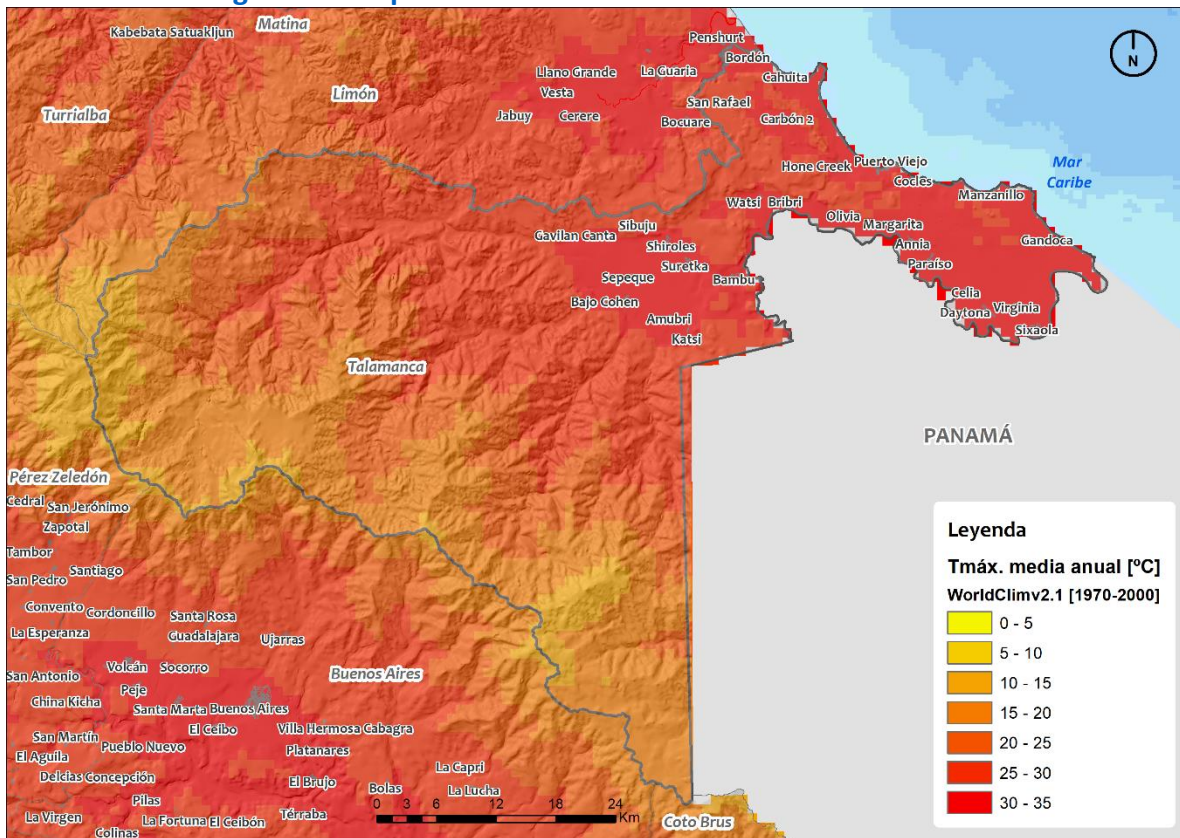 Matina
Kabebata Satuakljun
Penshurt
Bordón
N
Llano Grande
La Guaria
Cahuita
Vesta
Limón
San Rafael
Turrialba
Jabuy
Cerere
Bocuare
Carbón 2
Hone Creek
Puerto Viejo
Mar
Caribe
Cocles
Manzanillo
Watsi
Bribri
Olivia
Margarita
Sibuju
Gavilan Canta
Shiroles
Annia
Gandoca
Suretka
Paraíso
Sepeque
Bambu
Bajo Cohen
Celia
Daytona
Virginia
Amubri
Sixaola
Katsi
Talamanca
PANAMÁ
Pérez Zeledón
Cedral
San Jerónimo
Zapotal
Tambor
Santiago
San Pedro
Convento
Cordoncillo
Santa Rosa
La Esperanza
Guadalajara
Ujarras
Volcán
Socorro
San Antonio
Buenos Aires
Peje
China Kicha
Santa Marta
Buenos Aires
El Ceibo
Villa Hermosa
Cabagra
San Martín
Pueblo Nuevo
Platanares
El Aguila
Delcias
Concepción
El Brujo
La Capri
Bolas
La Lucha
Pilas
La Virgen
La Fortuna
El Ceibón
Térraba
Colinas
Coto Brus
0 3 6 12 18 24
Km
Leyenda
Tmáx. media anual [ºC]
WorldClimv2.1 [1970-2000]
0 - 5
5 - 10
10 - 15
15 - 20
20 - 25
25 - 30
30 - 35